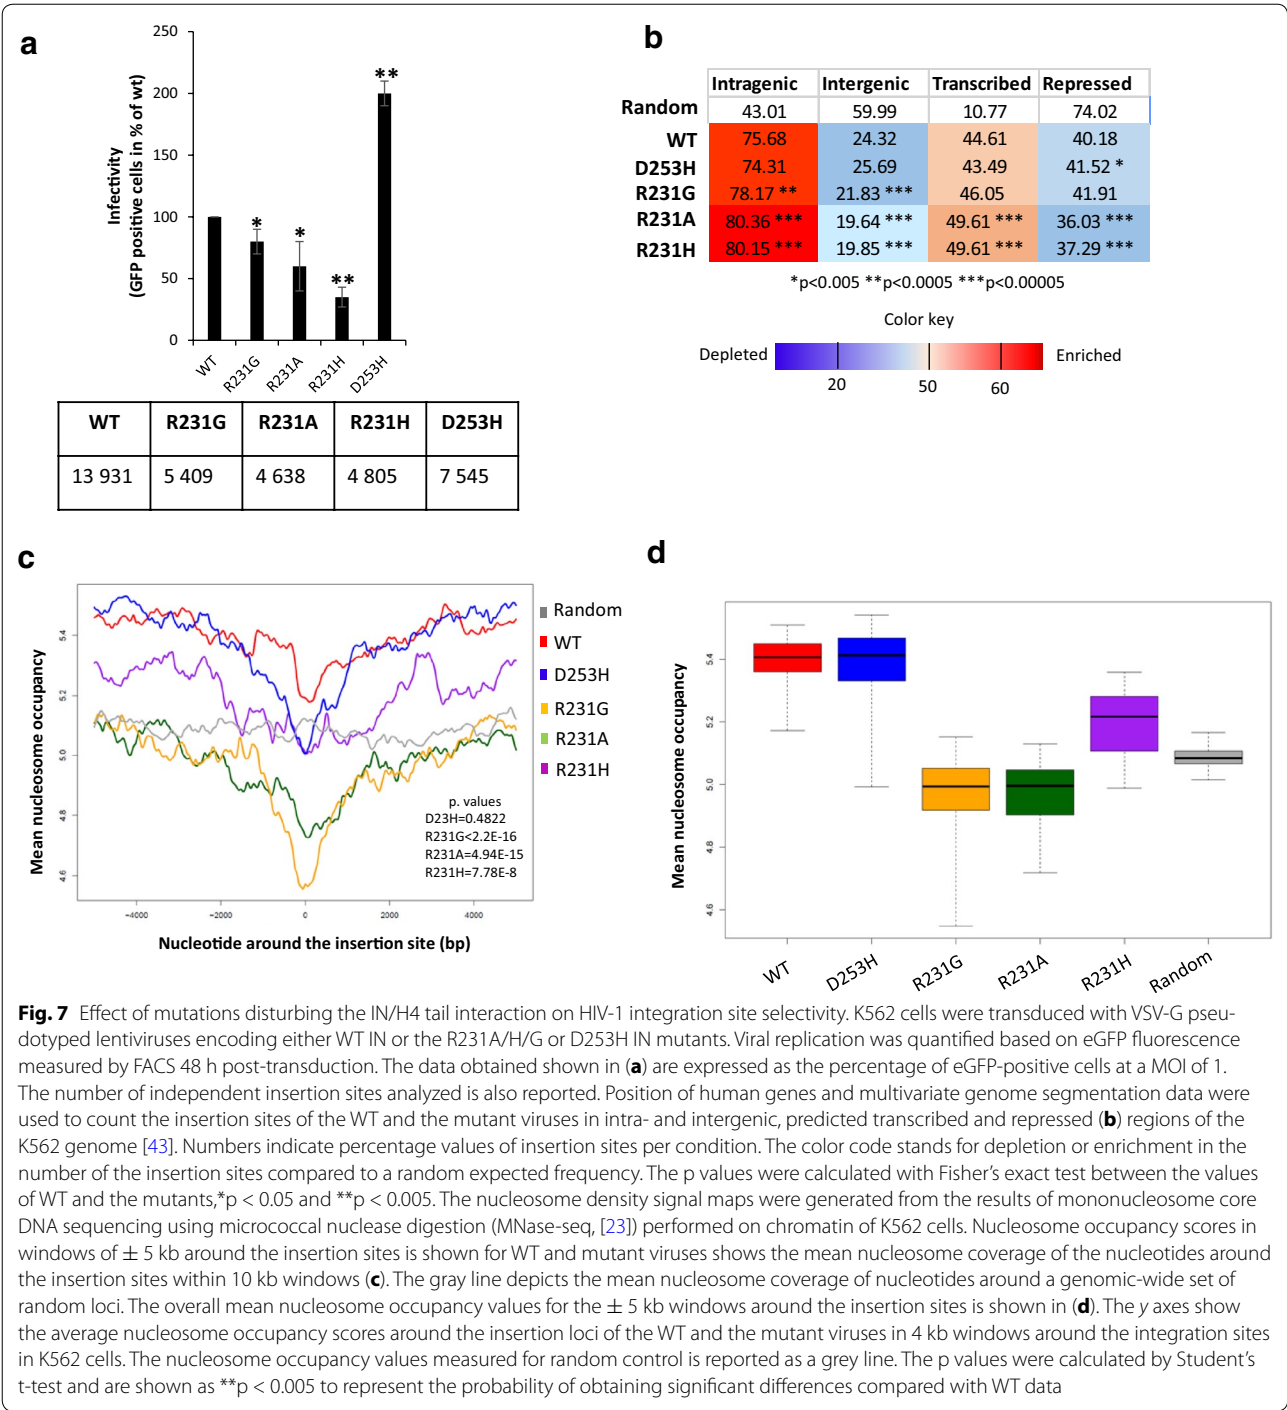 a
250
200
150
100
50
0
Infectivity
(GFP positive cells in % of wt)
*
*
**
**
WT
R231G
R231A
R231H
D253H
WT R231G R231A R231H D253H
13 931 5 409 4 638 4 805 7 545
b
Intragenic Intergenic Transcribed Repressed
Random 43.01 59.99 10.77 74.02
WT 75.68 24.32 44.61 40.18
D253H 74.31 25.69 43.49 41.52 *
R231G 78.17 ** 21.83 *** 46.05 41.91
R231A 80.36 *** 19.64 *** 49.61 *** 36.03 ***
R231H 80.15 *** 19.85 *** 49.61 *** 37.29 ***
*p<0.005 **p<0.0005 ***p<0.00005
Color key
Depleted Enriched
20 50 60
c
Mean nucleosome occupancy
5.4
5.2
5.0
4.8
4.6
−4000 −2000 0 2000 4000
Nucleotide around the insertion site (bp)
p. values
D23H=0.4822
R231G<2.2E-16
R231A=4.94E-15
R231H=7.78E-8
Random
WT
D253H
R231G
R231A
R231H
d
Mean nucleosome occupancy
5.4
5.2
5.0
4.8
4.6
WT
D253H
R231G
R231A
R231H
Random
Fig. 7 Effect of mutations disturbing the IN/H4 tail interaction on HIV-1 integration site selectivity. K562 cells were transduced with VSV-G pseu-
dotyped lentiviruses encoding either WT IN or the R231A/H/G or D253H IN mutants. Viral replication was quantified based on eGFP fluorescence
measured by FACS 48 h post-transduction. The data obtained shown in (a) are expressed as the percentage of eGFP-positive cells at a MOI of 1.
The number of independent insertion sites analyzed is also reported. Position of human genes and multivariate genome segmentation data were
used to count the insertion sites of the WT and the mutant viruses in intra- and intergenic, predicted transcribed and repressed (b) regions of the
K562 genome [43]. Numbers indicate percentage values of insertion sites per condition. The color code stands for depletion or enrichment in the
number of the insertion sites compared to a random expected frequency. The p values were calculated with Fisher's exact test between the values
of WT and the mutants,*p < 0.05 and **p < 0.005. The nucleosome density signal maps were generated from the results of mononucleosome core
DNA sequencing using micrococcal nuclease digestion (MNase-seq, [23]) performed on chromatin of K562 cells. Nucleosome occupancy scores in
windows of ± 5 kb around the insertion sites is shown for WT and mutant viruses shows the mean nucleosome coverage of the nucleotides around
the insertion sites within 10 kb windows (c). The gray line depicts the mean nucleosome coverage of nucleotides around a genomic-wide set of
random loci. The overall mean nucleosome occupancy values for the ± 5 kb windows around the insertion sites is shown in (d). The y axes show
the average nucleosome occupancy scores around the insertion loci of the WT and the mutant viruses in 4 kb windows around the integration sites
in K562 cells. The nucleosome occupancy values measured for random control is reported as a grey line. The p values were calculated by Student's
t-test and are shown as **p < 0.005 to represent the probability of obtaining significant differences compared with WT data